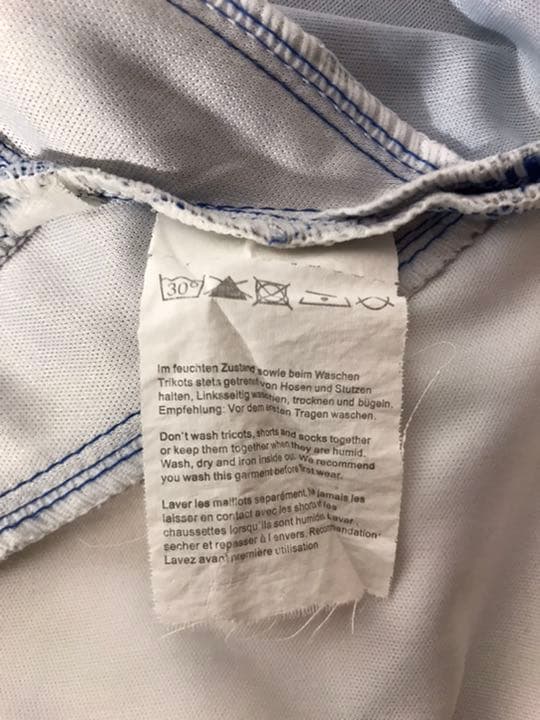 30°
Im feuchten Zustand sowie beim Waschen
Trikots stets getrennt von Hosen und Stutzen
halten, Linksseitig waschen, trocknen und bügeln.
Empfehlung: Vor dem ersten Tragen waschen.
Don't wash tricots, shorts and socks together
or keep them together when they are humid.
Wash, dry and iron inside out. We recommend
you wash this garment before first wear.
Laver les maillots separément, jamais les
laisser en contact avec les shorts les
chaussettes lorsqu'ils sont humides. Lavar
secher et repasser à l envers. Recommandation:
Lavez avant première utilisation